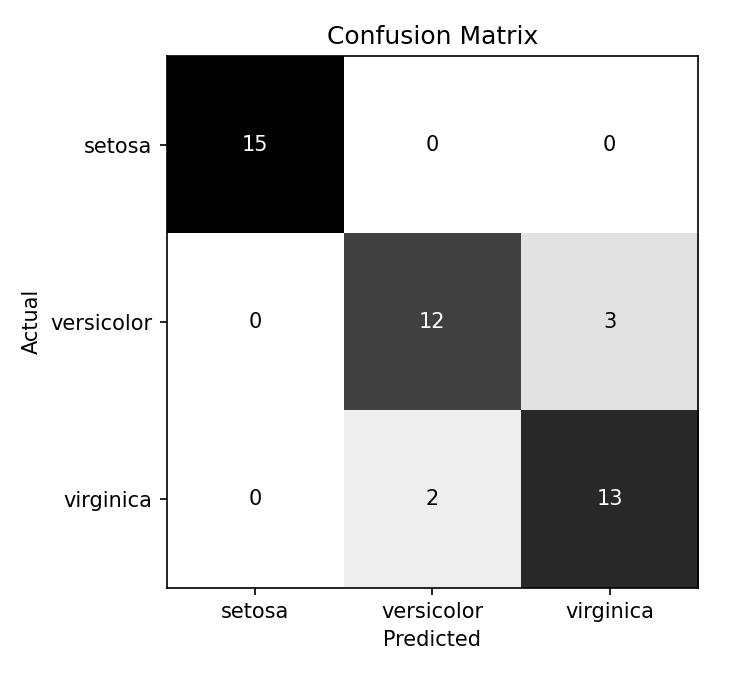 Confusion Matrix
setosa 15 0 0
versicolor 0 12 3
virginica 0 2 13
Actual
setosa versicolor virginica
Predicted